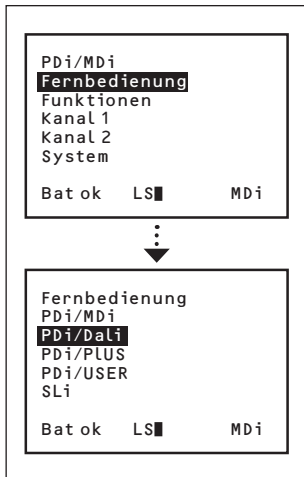 PDi/MDi
Fernbedienung
Funktionen
Kanal 1
Kanal 2
System
Bat ok LS MDi
Fernbedienung
PDi/MDi
PDi/Dali
PDi/PlUS
PDi/USER
SLi
Bat ok LS MDi